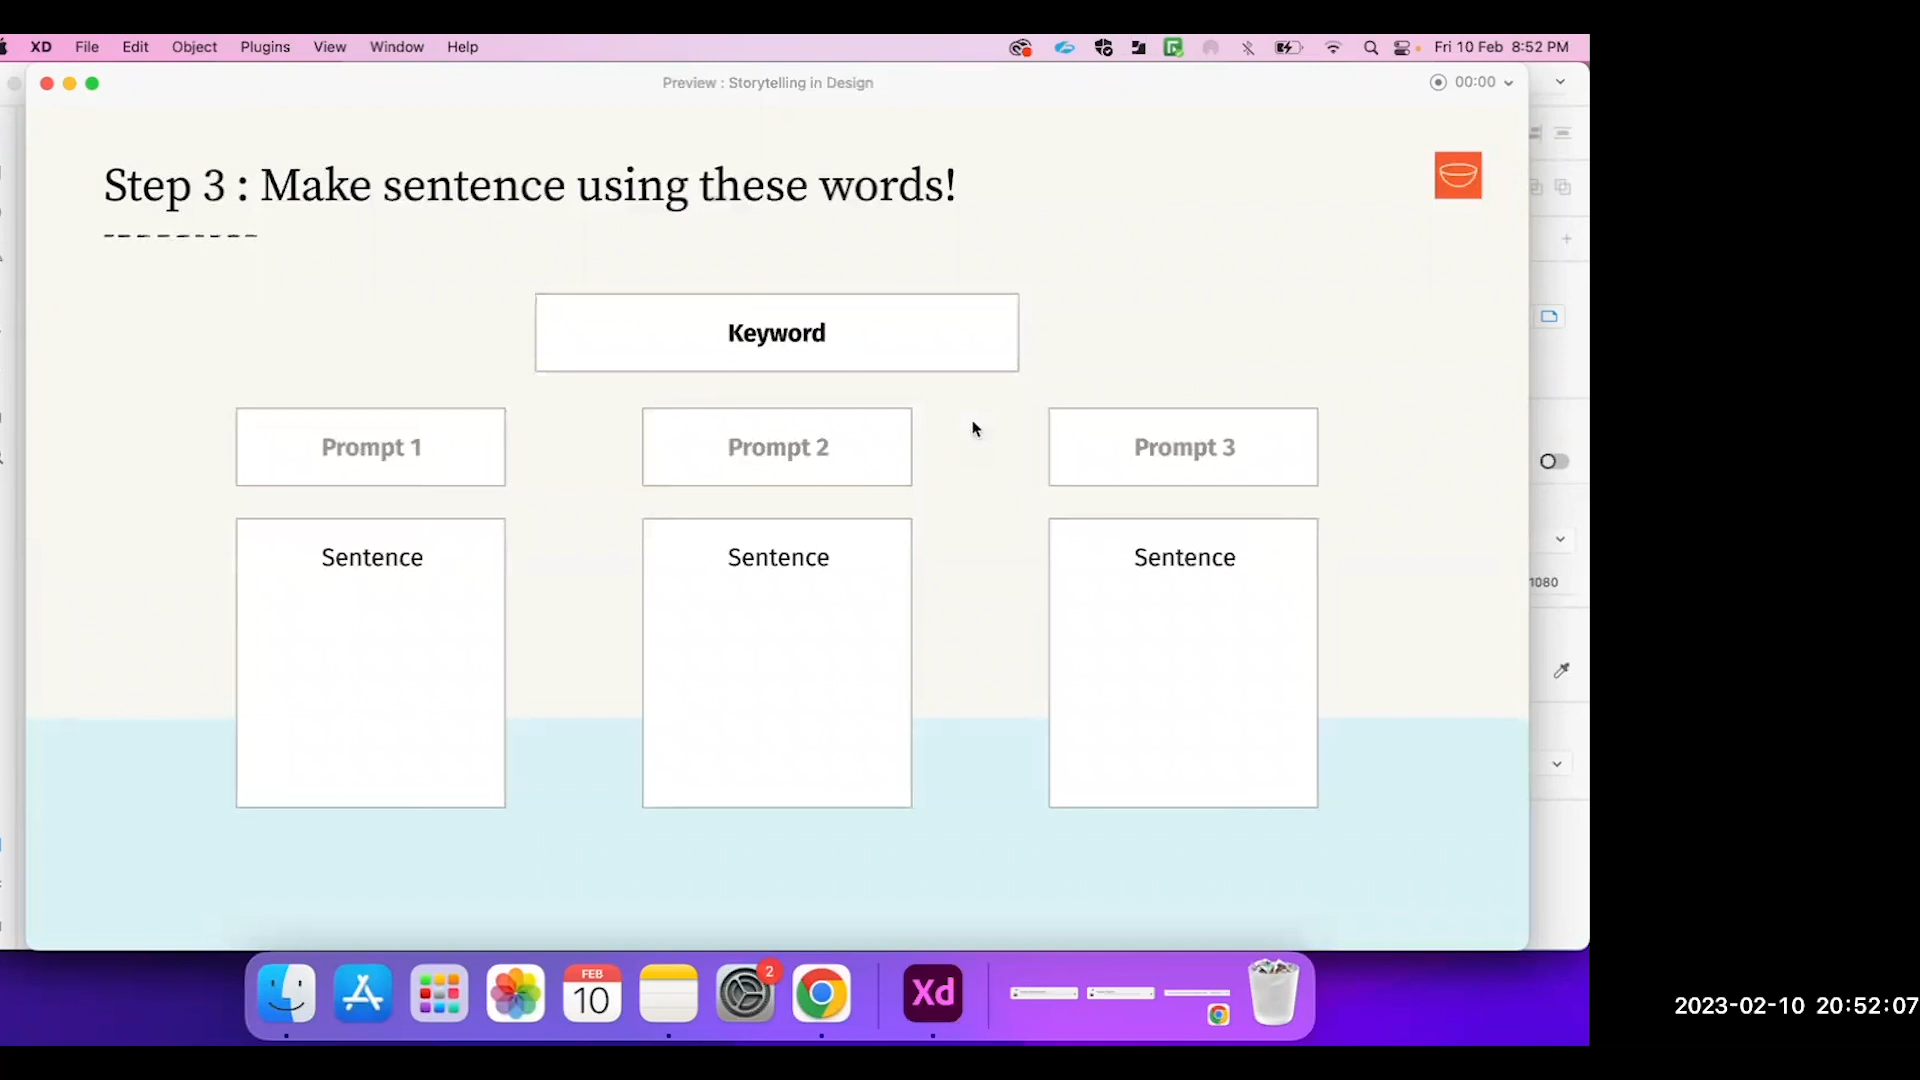 XD File Edit Object Plugins View Window Help Fri 10 Feb 8:52 PM
Preview : Storytelling in Design
00:00
Step 3 : Make sentence using these words!
Keyword
Prompt 1 Prompt 2 Prompt 3
Sentence Sentence Sentence
1080
FEB
10
2
Xd
2023-02-10 20:52:07